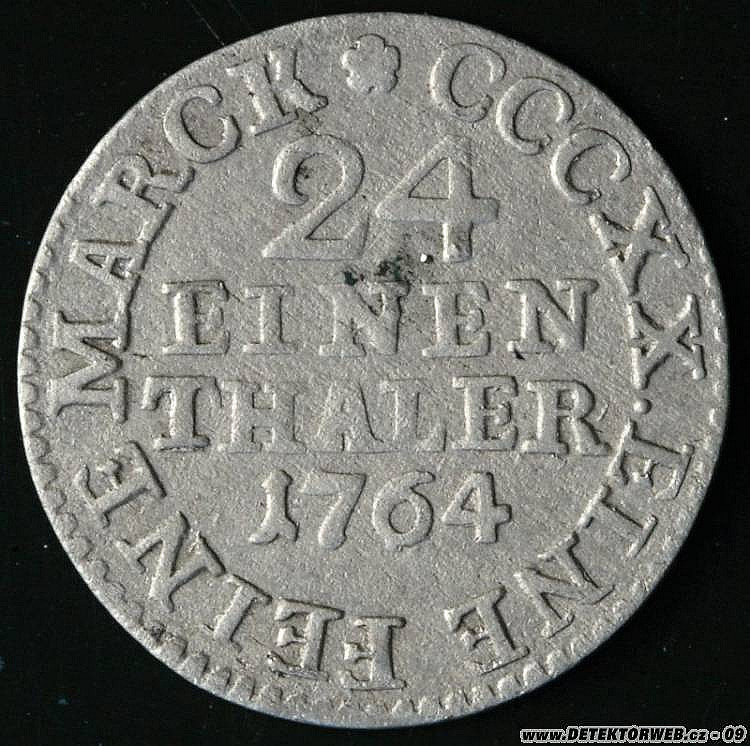 CCCXX. EINE FEINE MARCK
24
EINEN
THALER
1764
www.DETEKTORWEB.cz - 09